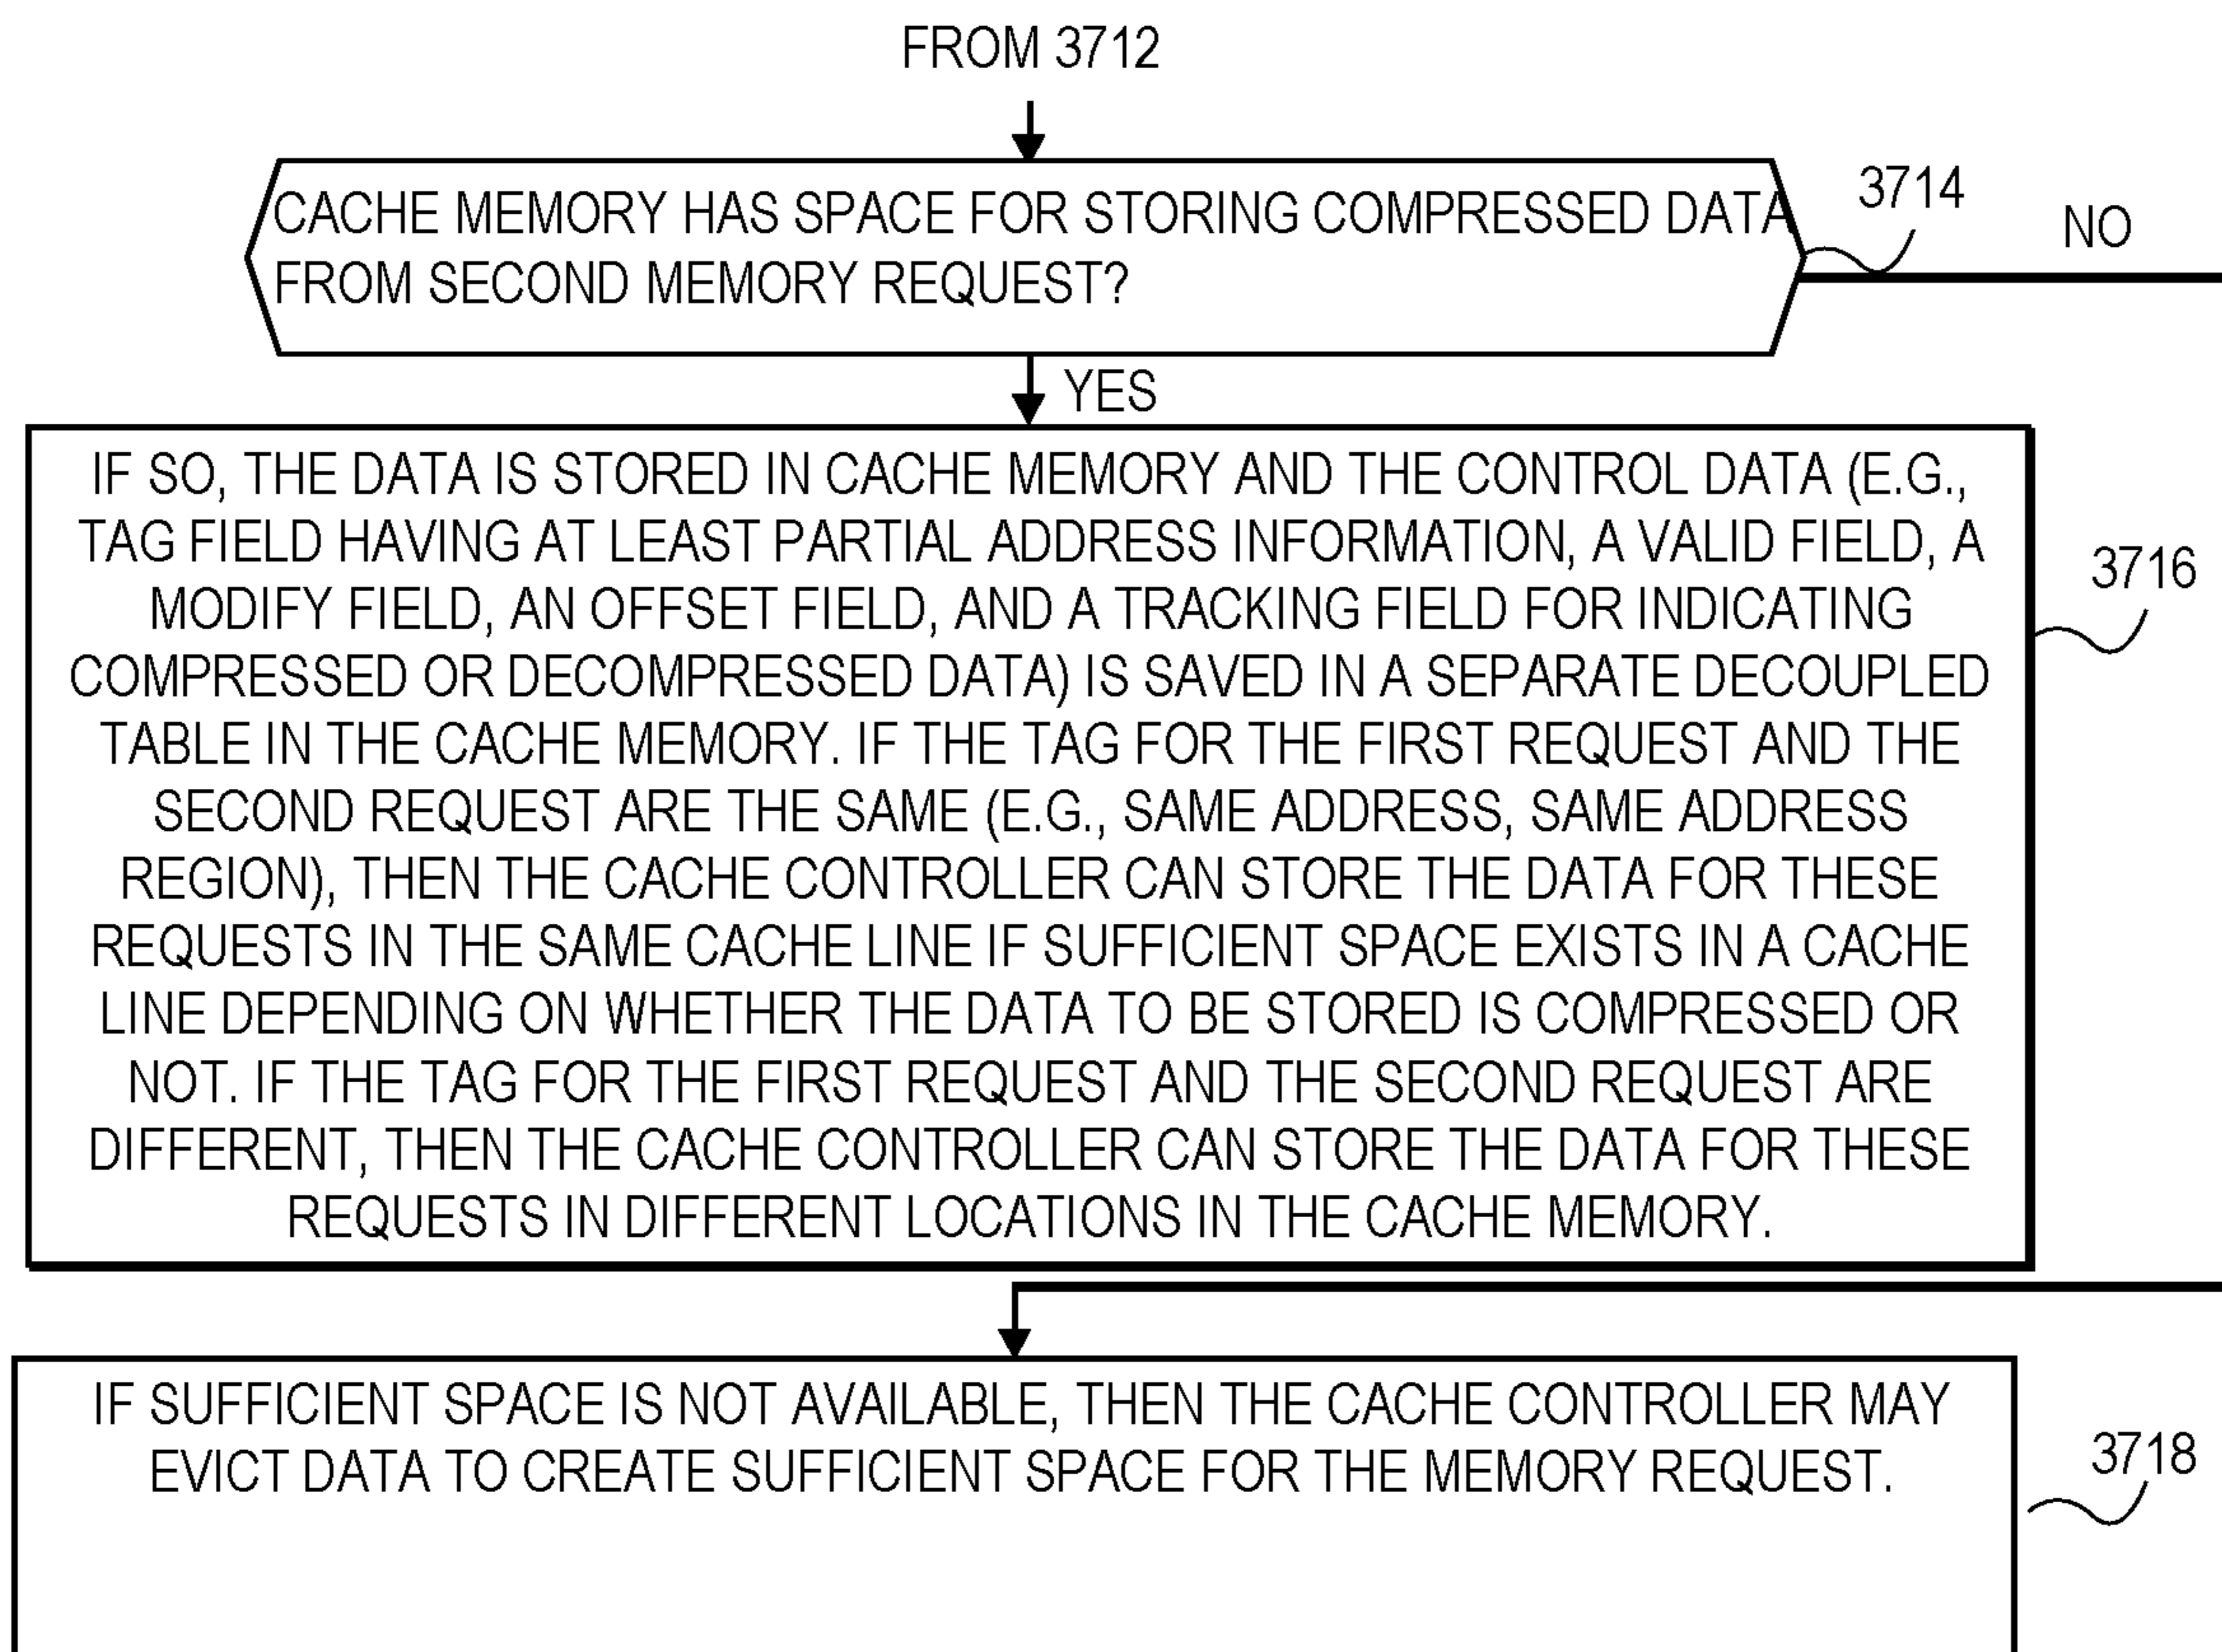 FROM 3712
CACHE MEMORY HAS SPACE FOR STORING COMPRESSED DATA
FROM SECOND MEMORY REQUEST?
3714
NO
YES
IF SO, THE DATA IS STORED IN CACHE MEMORY AND THE CONTROL DATA (E.G.,
TAG FIELD HAVING AT LEAST PARTIAL ADDRESS INFORMATION, A VALID FIELD, A
MODIFY FIELD, AN OFFSET FIELD, AND A TRACKING FIELD FOR INDICATING
COMPRESSED OR DECOMPRESSED DATA) IS SAVED IN A SEPARATE DECOUPLED
TABLE IN THE CACHE MEMORY. IF THE TAG FOR THE FIRST REQUEST AND THE
SECOND REQUEST ARE THE SAME (E.G., SAME ADDRESS, SAME ADDRESS
REGION), THEN THE CACHE CONTROLLER CAN STORE THE DATA FOR THESE
REQUESTS IN THE SAME CACHE LINE IF SUFFICIENT SPACE EXISTS IN A CACHE
LINE DEPENDING ON WHETHER THE DATA TO BE STORED IS COMPRESSED OR
NOT. IF THE TAG FOR THE FIRST REQUEST AND THE SECOND REQUEST ARE
DIFFERENT, THEN THE CACHE CONTROLLER CAN STORE THE DATA FOR THESE
REQUESTS IN DIFFERENT LOCATIONS IN THE CACHE MEMORY.
3716
IF SUFFICIENT SPACE IS NOT AVAILABLE, THEN THE CACHE CONTROLLER MAY
EVICT DATA TO CREATE SUFFICIENT SPACE FOR THE MEMORY REQUEST.
3718